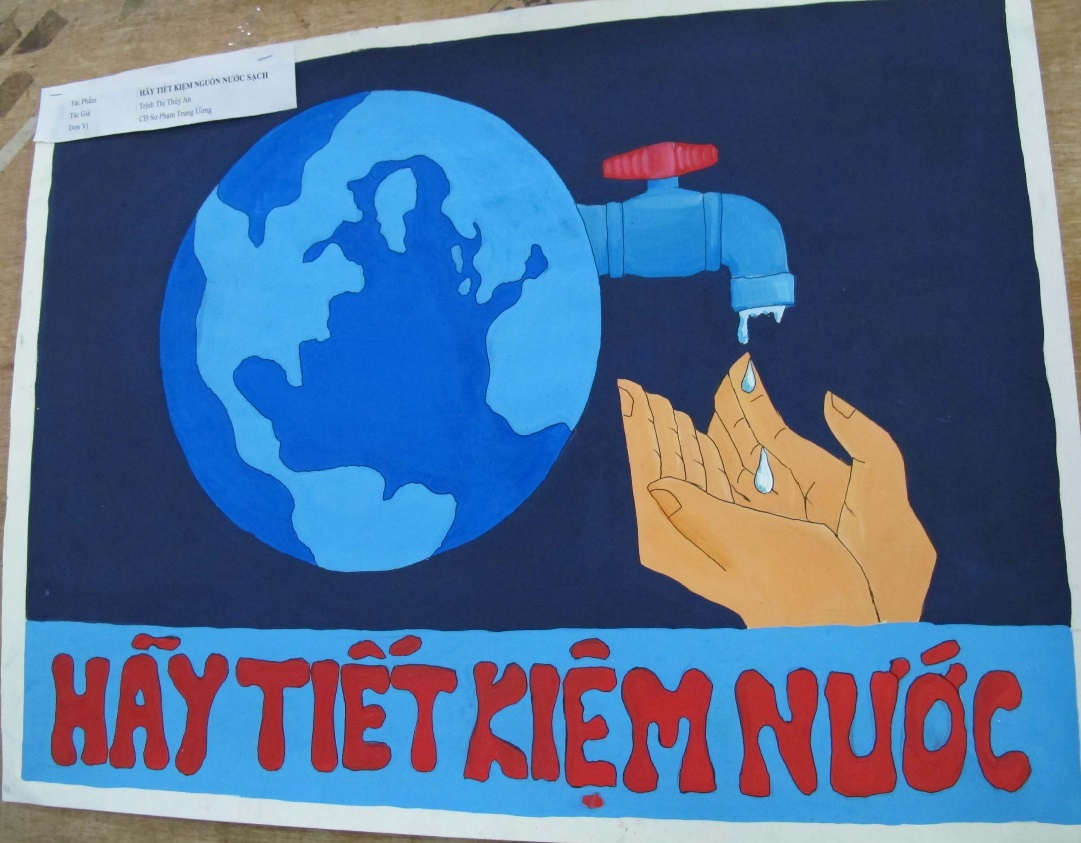 HÃY TIẾT KIỆM NGUỒN NƯỚC SẠCH
Tác Phẩm
Tác Giả : Trịnh Thị Thúy An
Đơn Vị : CĐ Sư Phạm Trung Ương
HÃY TIẾT KIỆM NƯỚC